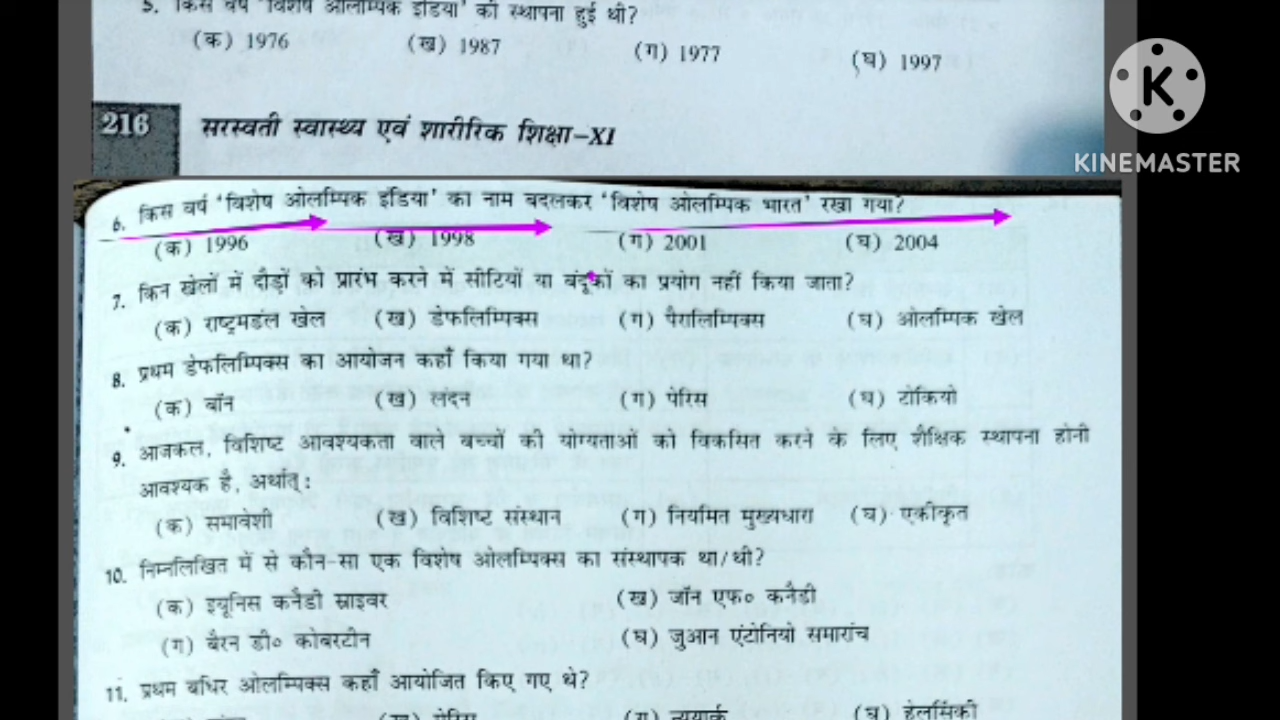 5. किस वर्ष 'विशेष ओलम्पिक इंडिया' की स्थापना हुई थी?
(क) 1976 (ख) 1987 (ग) 1977 (घ) 1997
216 सरस्वती स्वास्थ्य एवं शारीरिक शिक्षा-XI
KINEMASTER
6. किस वर्ष 'विशेष ओलम्पिक इंडिया' का नाम बदलकर 'विशेष ओलम्पिक भारत' रखा गया?
(क) 1996 (ख) 1998 (ग) 2001 (घ) 2004
7. किन खेलों में दौड़ों को प्रारंभ करने में सीटियों या बंदूकों का प्रयोग नहीं किया जाता?
(क) राष्ट्रमडंल खेल (ख) डेफलिम्पिक्स (ग) पैरालिम्पिक्स (घ) ओलम्पिक खेल
8. प्रथम डेफलिम्पिक्स का आयोजन कहाँ किया गया था?
(क) बॉन (ख) लंदन (ग) पेरिस (घ) टोकियो
9. आजकल, विशिष्ट आवश्यकता वाले बच्चों की योग्यताओं को विकसित करने के लिए शैक्षिक स्थापना होनी
आवश्यक है, अर्थात् :
(क) समावेशी (ख) विशिष्ट संस्थान (ग) नियमित मुख्यधारा (घ) एकीकृत
10. निम्नलिखित में से कौन-सा एक विशेष ओलम्पिक्स का संस्थापक था/थी?
(क) इयूनिस कनैडी स्राइवर (ख) जॉन एफ० कनैडी
(ग) बैरन डी० कोबरटीन (घ) जुआन एंटोनियो समारांच
11. प्रथम बधिर ओलम्पिक्स कहाँ आयोजित किए गए थे?
(ख) पेरिस (ग) न्यूयार्क (घ) हेलसिंकी